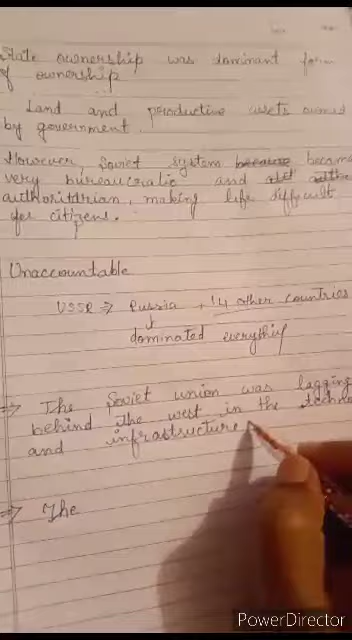 State ownership was dominant form
of ownership
Land and productive assets owned
by government.
However, Soviet system became
very bureaucratic and
authoritarian, making life difficult
for citizens.
Unaccountable
USSR ⇒ Russia + 14 other countries
↓
dominated everything
⇒ The Soviet union was lagging
behind the west in the techno
and infrastructure
⇒ The
PowerDirector